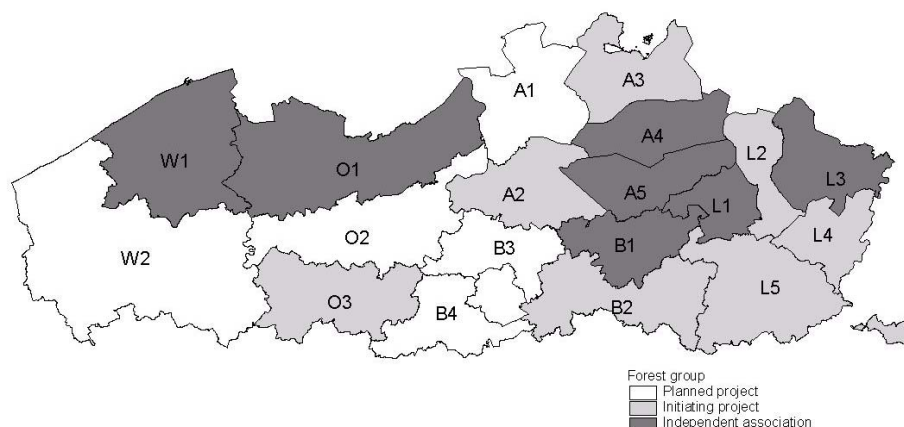 A1
A3
A4
W1
O1
L2
L3
A2
A5
L1
L4
O2
B3
B1
W2
L5
O3
B4
B2
Forest group
Planned project
Initiating project
Independent association